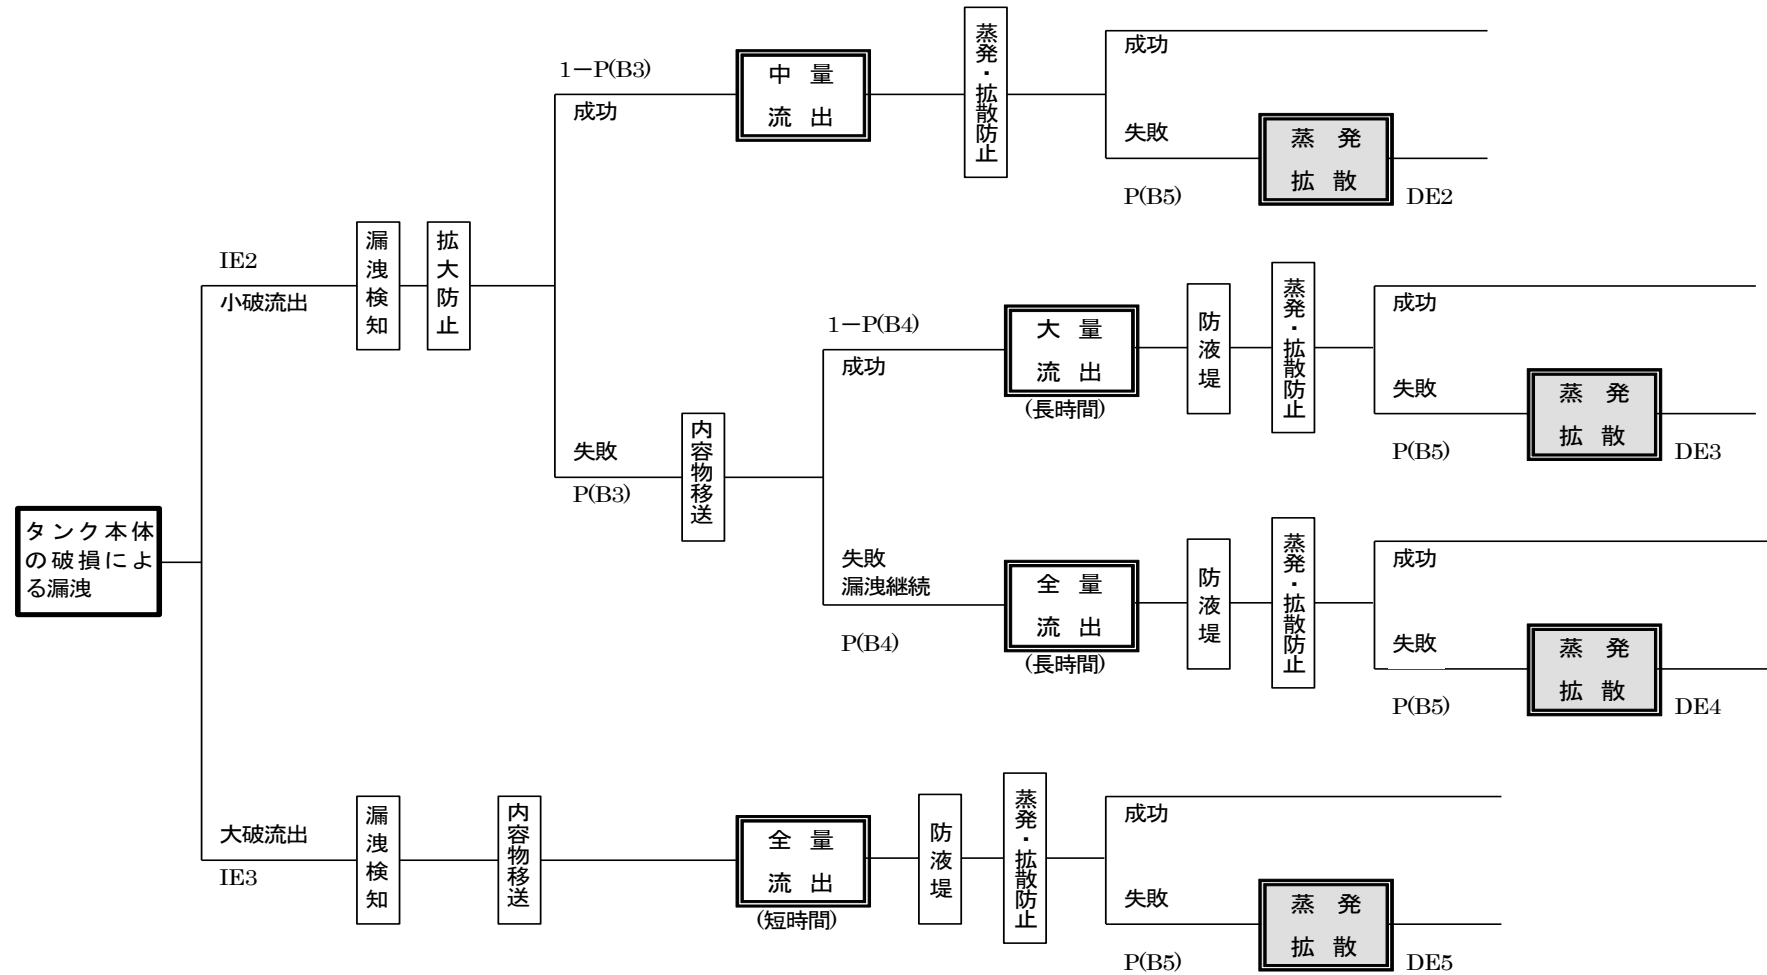 タンク本体
の破損によ
る漏洩
IE2
小破流出
漏洩検知
拡大防止
1－P(B3)
成功
中 量
流 出
蒸発・拡散防止
成功
失敗
P(B5)
蒸 発
拡 散
DE2
失敗
P(B3)
内容物移送
1－P(B4)
成功
大 量
流 出
(長時間)
防液堤
蒸発・拡散防止
成功
失敗
P(B5)
蒸 発
拡 散
DE3
失敗
漏洩継続
P(B4)
全 量
流 出
(長時間)
防液堤
蒸発・拡散防止
成功
失敗
P(B5)
蒸 発
拡 散
DE4
大破流出
IE3
漏洩検知
内容物移送
全 量
流 出
(短時間)
防液堤
蒸発・拡散防止
成功
失敗
P(B5)
蒸 発
拡 散
DE5